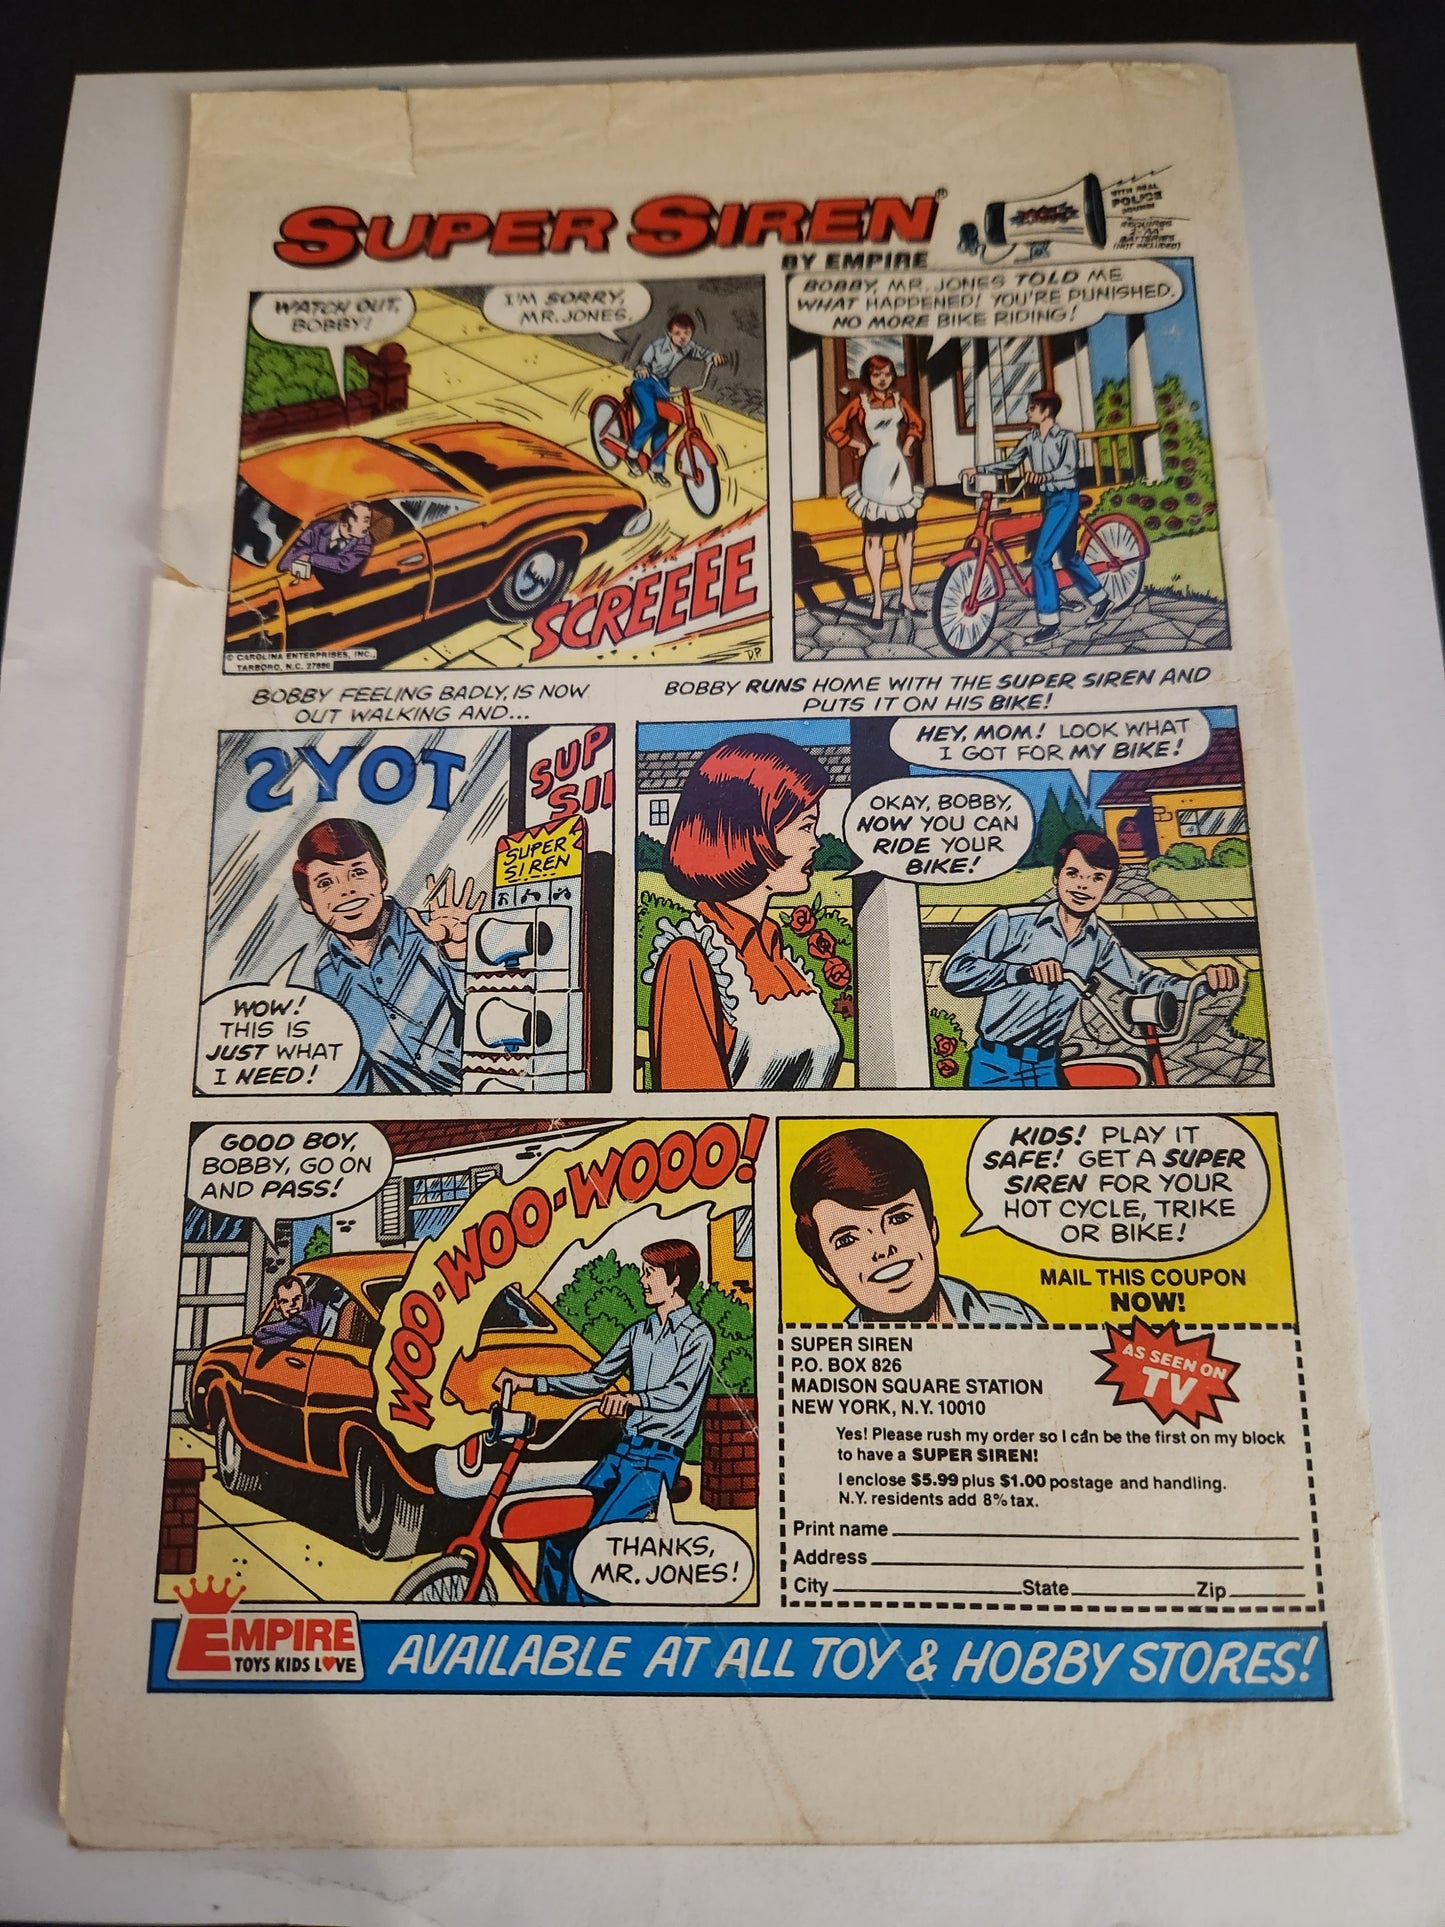 SUPER SIREN®
BY EMPIRE
WITH REAL
POLICE
SOUND!
REQUIRES
2-"AA"
BATTERIES
(NOT INCLUDED)
WATCH OUT,
BOBBY!
I'M SORRY,
MR. JONES.
SCREEEE
D.P.
© CAROLINA ENTERPRISES, INC.,
TARBORO, N.C. 27886
BOBBY, MR. JONES TOLD ME
WHAT HAPPENED! YOU'RE PUNISHED.
NO MORE BIKE RIDING!
BOBBY FEELING BADLY, IS NOW
OUT WALKING AND...
TOYS
SUP
SII
SUPER
SIREN
WOW!
THIS IS
JUST WHAT
I NEED!
BOBBY RUNS HOME WITH THE SUPER SIREN AND
PUTS IT ON HIS BIKE!
HEY, MOM! LOOK WHAT
I GOT FOR MY BIKE!
OKAY, BOBBY,
NOW YOU CAN
RIDE YOUR
BIKE!
GOOD BOY,
BOBBY, GO ON
AND PASS!
WOO-WOO-WOO-WOOO!
THANKS,
MR. JONES!
KIDS! PLAY IT
SAFE! GET A SUPER
SIREN FOR YOUR
HOT CYCLE, TRIKE
OR BIKE!
MAIL THIS COUPON
NOW!
SUPER SIREN
P.O. BOX 826
MADISON SQUARE STATION
NEW YORK, N.Y. 10010
AS SEEN ON
TV
Yes! Please rush my order so I can be the first on my block
to have a SUPER SIREN!
I enclose $5.99 plus $1.00 postage and handling.
N.Y. residents add 8% tax.
Print name
Address
City State Zip
EMPIRE
TOYS KIDS L♥VE
AVAILABLE AT ALL TOY & HOBBY STORES!